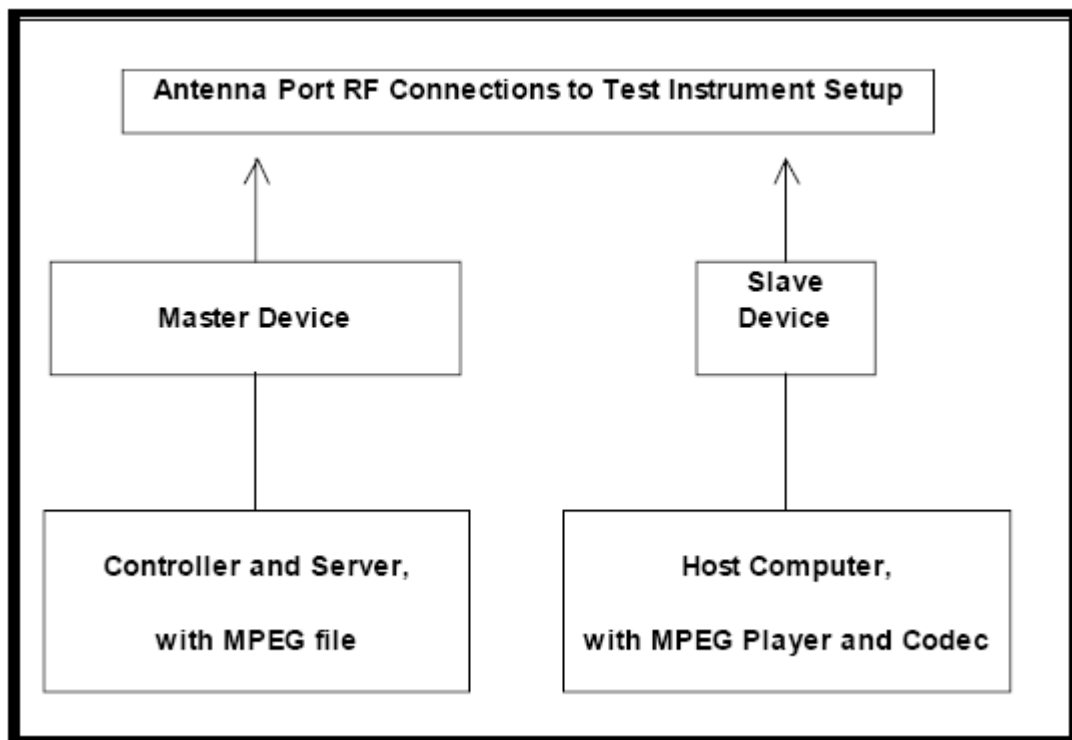 Antenna Port RF Connections to Test Instrument Setup
Master Device
Slave
Device
Controller and Server,
with MPEG file
Host Computer,
with MPEG Player and Codec